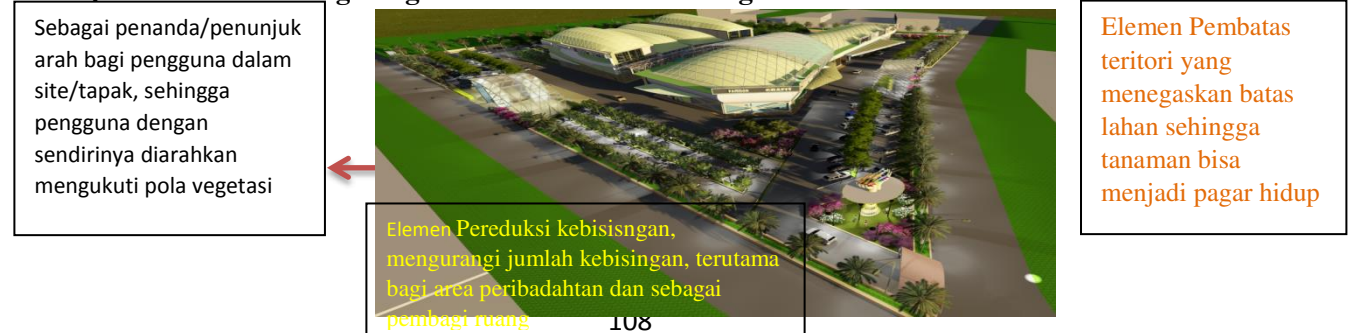 Sebagai penanda/penunjuk
arah bagi pengguna dalam
site/tapak, sehingga
pengguna dengan
sendirinya diarahkan
mengukuti pola vegetasi
Elemen Pereduksi kebisisngan,
mengurangi jumlah kebisingan, terutama
bagi area peribadahtan dan sebagai
pembagi ruang
Elemen Pembatas
teritori yang
menegaskan batas
lahan sehingga
tanaman bisa
menjadi pagar hidup
108